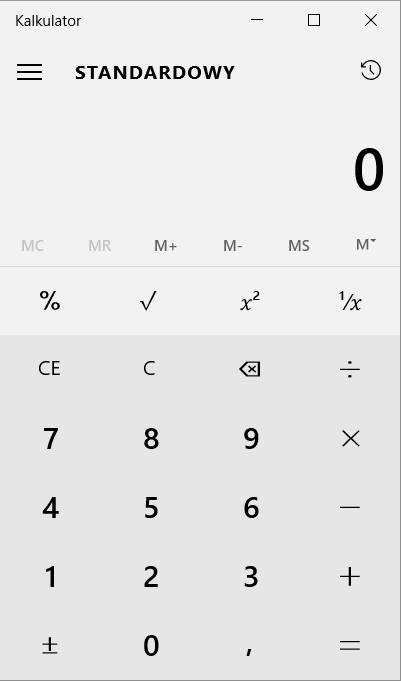 Kalkulator
STANDARDOWY
0
MC MR M+ M- MS M˅
% √ x² ¹/x
CE C ÷
7 8 9 ×
4 5 6 −
1 2 3 +
± 0 , =